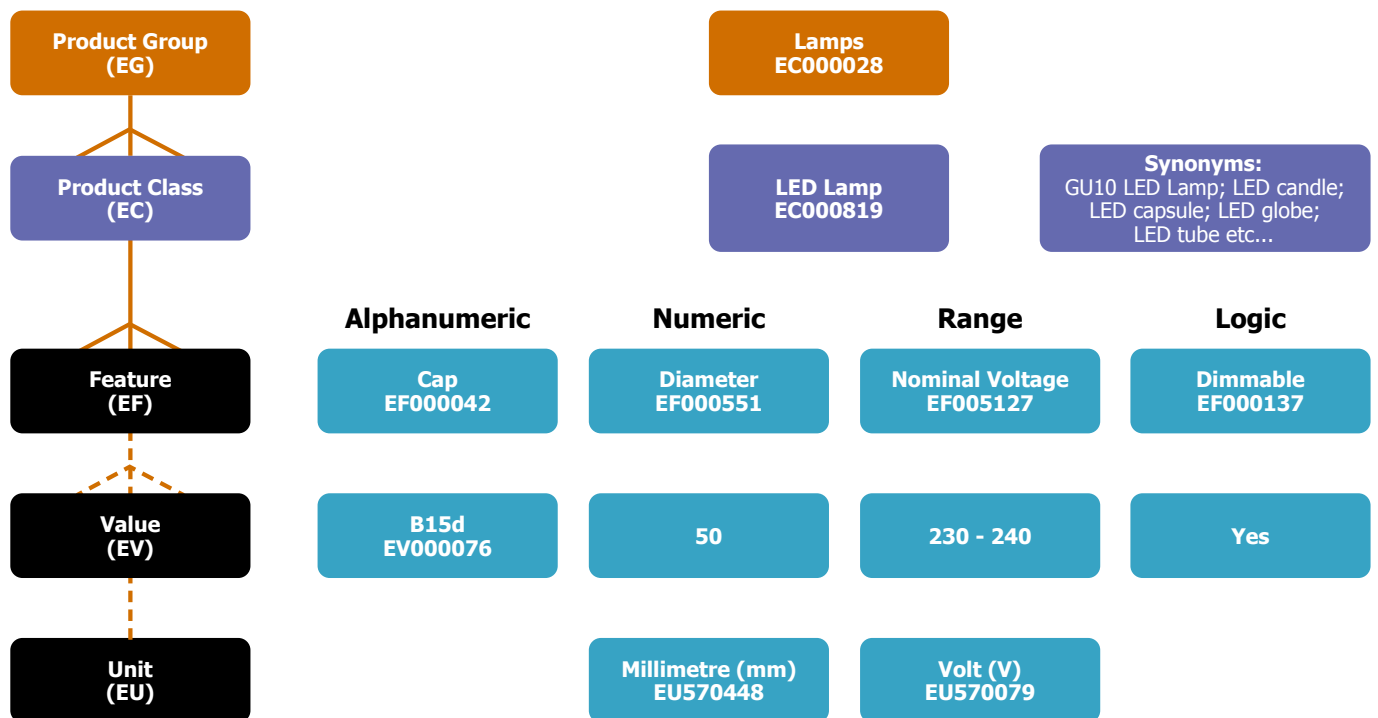 Product Group
(EG)
Lamps
EC000028
Product Class
(EC)
LED Lamp
EC000819
Synonyms:
GU10 LED Lamp; LED candle;
LED capsule; LED globe;
LED tube etc...
Alphanumeric
Numeric
Range
Logic
Feature
(EF)
Cap
EF000042
Diameter
EF000551
Nominal Voltage
EF005127
Dimmable
EF000137
Value
(EV)
B15d
EV000076
50
230 - 240
Yes
Unit
(EU)
Millimetre (mm)
EU570448
Volt (V)
EU570079